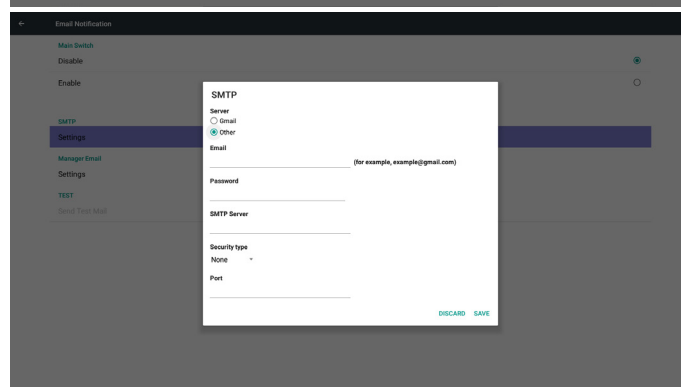 Email Notification
Main Switch
Disable
Enable
SMTP
Settings
Manager Email
Settings
TEST
Send Test Mail
SMTP
Server
Gmail
Other
Email
(for example, example@gmail.com)
Password
SMTP Server
Security type
None
Port
DISCARD SAVE